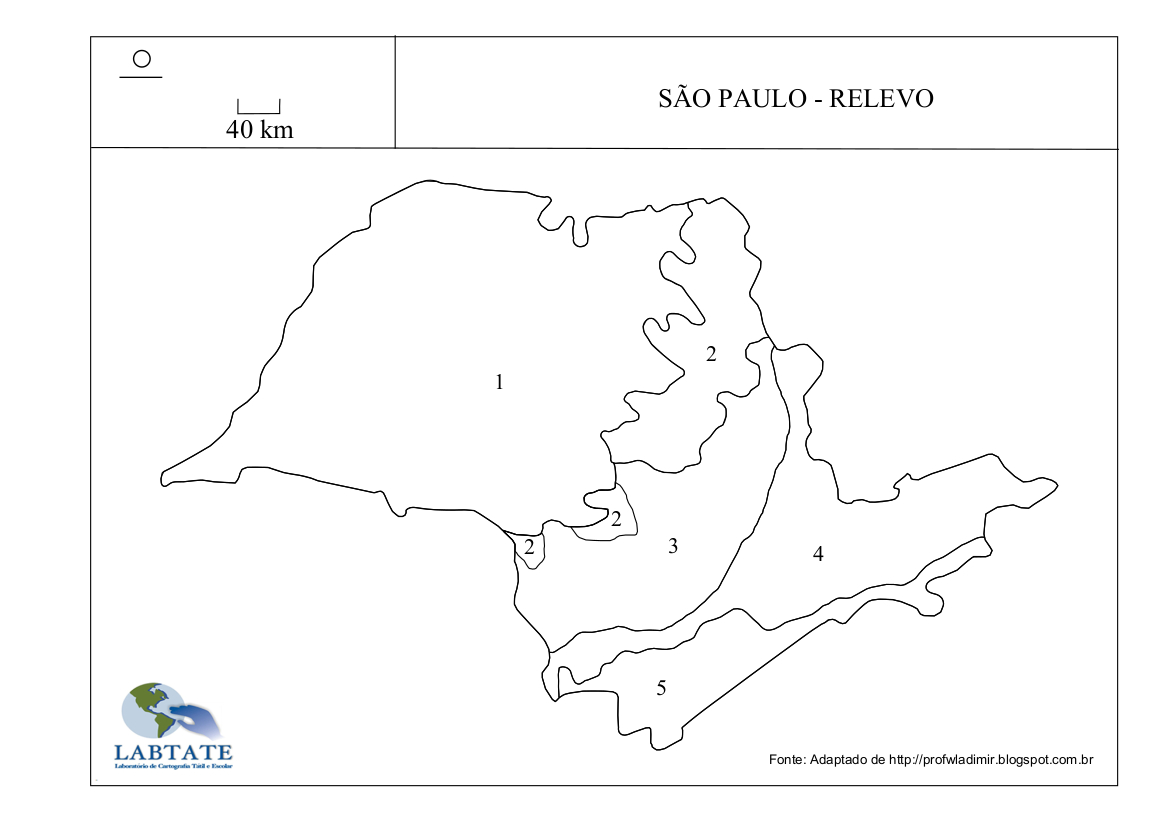 40 km
SÃO PAULO - RELEVO
1
2
2
2
3
4
5
LABTATE
Laboratório de Cartografia Tátil e Escolar
Fonte: Adaptado de http://profwladimir.blogspot.com.br